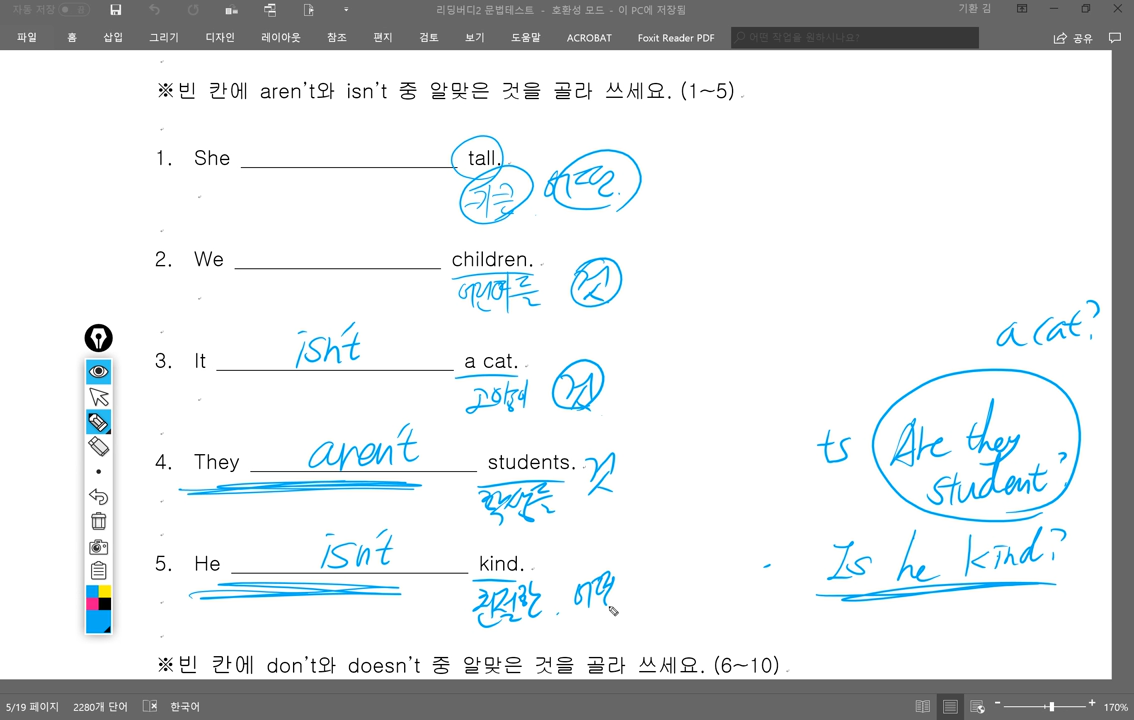 자동 저장
리딩버디2 문법테스트 - 호환성 모드 - 이 PC에 저장됨
기환 김
파일 홈 삽입 그리기 디자인 레이아웃 참조 편지 검토 보기 도움말 ACROBAT Foxit Reader PDF 어떤 작업을 원하시나요? 공유
※빈 칸에 aren't와 isn't 중 알맞은 것을 골라 쓰세요. (1~5)
1. She ____________ tall.
키큰
2. We ____________ children.
어린이들 것
a cat?
3. It isn't a cat.
고양이 것
ts Are they
student?
4. They aren't students. 것
학생들
Is he kind?
5. He isn't kind.
친절한 어떤
※빈 칸에 don't와 doesn't 중 알맞은 것을 골라 쓰세요. (6~10)
5/19 페이지 2280개 단어 한국어 170%